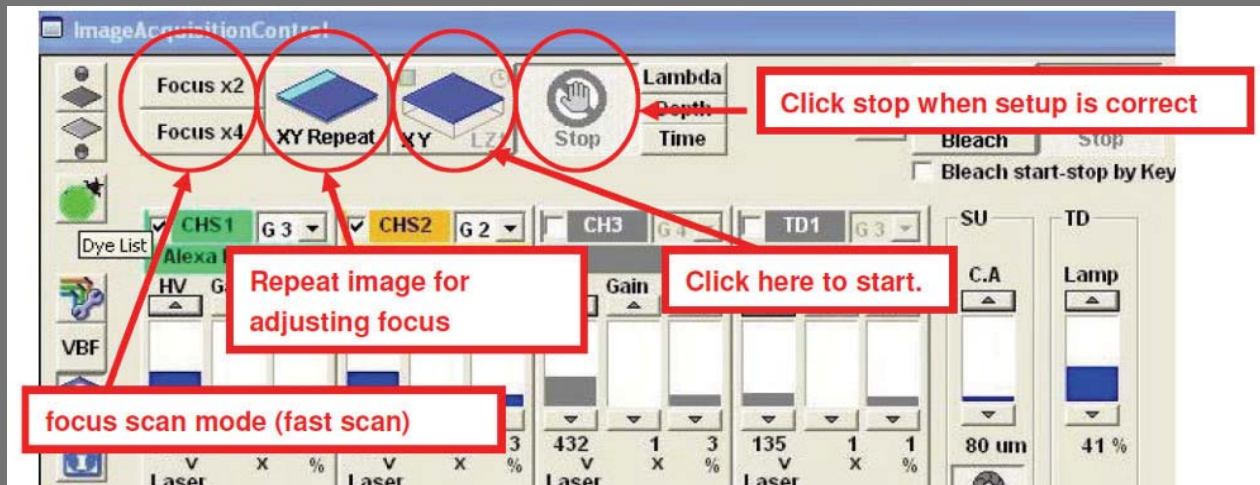 ImageAcquisitionControl
Focus x2
Focus x4
XY Repeat
XY
LZt
Stop
Lambda
Depth
Time
Click stop when setup is correct
Bleach
Stop
Bleach start-stop by Key
Dye List
CHS1
G 3
CHS2
G 2
CH3
G 4
TD1
G 3
SU
TD
Alexa
Repeat image for
adjusting focus
Click here to start.
HV
Gain
C.A
Lamp
VBF
focus scan mode (fast scan)
3
432
1
3
135
1
1
80 um
41 %
V
X
%
V
X
%
V
X
%
V
X
%
Laser
Laser
Laser
Laser